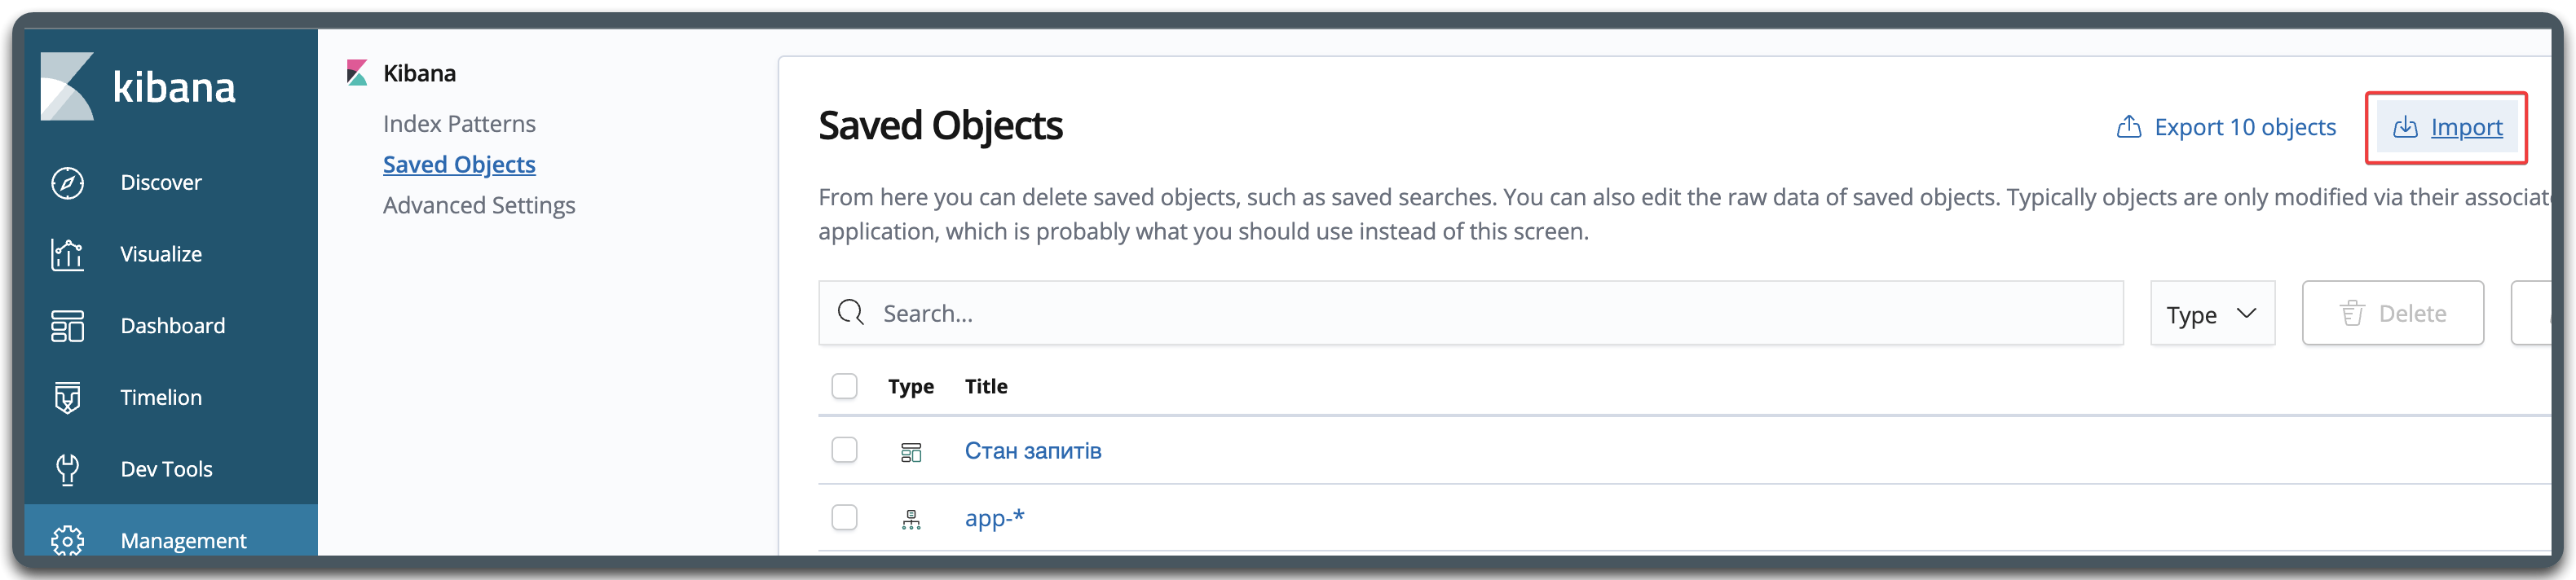 kibana
Discover
Visualize
Dashboard
Timelion
Dev Tools
Management
Kibana
Index Patterns
Saved Objects
Advanced Settings
Saved Objects
Export 10 objects
Import
From here you can delete saved objects, such as saved searches. You can also edit the raw data of saved objects. Typically objects are only modified via their associat
application, which is probably what you should use instead of this screen.
Search...
Type
Delete
Type Title
Стан запитів
app-*